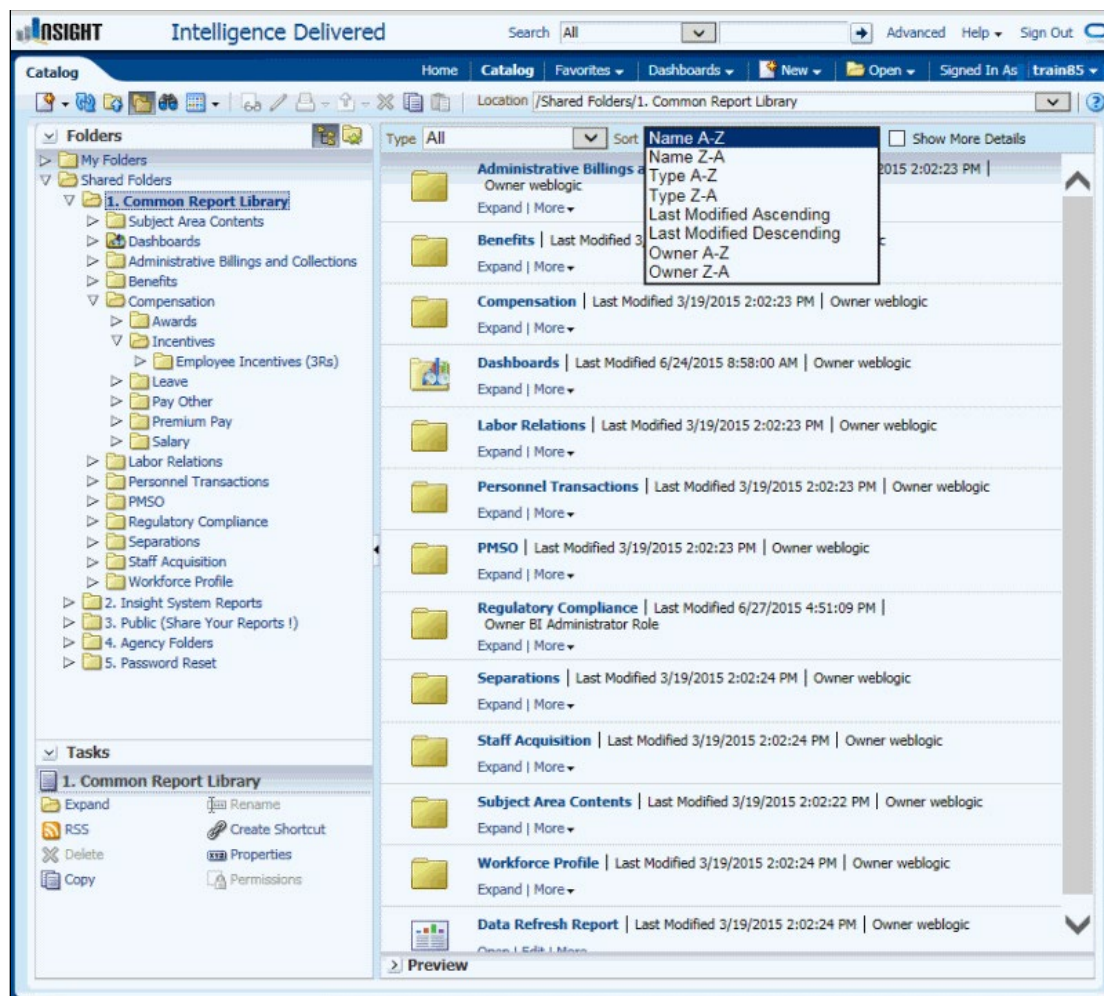 INSIGHT Intelligence Delivered Search All Advanced Help Sign Out
Catalog Home Catalog Favorites Dashboards New Open Signed In As train85
Location /Shared Folders/1. Common Report Library
Folders
My Folders
Shared Folders
1. Common Report Library
Subject Area Contents
Dashboards
Administrative Billings and Collections
Benefits
Compensation
Awards
Incentives
Employee Incentives (3Rs)
Leave
Pay Other
Premium Pay
Salary
Labor Relations
Personnel Transactions
PMSO
Regulatory Compliance
Separations
Staff Acquisition
Workforce Profile
2. Insight System Reports
3. Public (Share Your Reports !)
4. Agency Folders
5. Password Reset
Tasks
1. Common Report Library
Expand Rename
RSS Create Shortcut
Delete Properties
Copy Permissions
Type All Sort Name A-Z Show More Details
Name Z-A
Type A-Z
Type Z-A
Last Modified Ascending
Last Modified Descending
Owner A-Z
Owner Z-A
Administrative Billings a 2015 2:02:23 PM |
Owner weblogic
Expand | More
Benefits | Last Modified 3
Expand | More
Compensation | Last Modified 3/19/2015 2:02:23 PM | Owner weblogic
Expand | More
Dashboards | Last Modified 6/24/2015 8:58:00 AM | Owner weblogic
Expand | More
Labor Relations | Last Modified 3/19/2015 2:02:23 PM | Owner weblogic
Expand | More
Personnel Transactions | Last Modified 3/19/2015 2:02:23 PM | Owner weblogic
Expand | More
PMSO | Last Modified 3/19/2015 2:02:23 PM | Owner weblogic
Expand | More
Regulatory Compliance | Last Modified 6/27/2015 4:51:09 PM |
Owner BI Administrator Role
Expand | More
Separations | Last Modified 3/19/2015 2:02:24 PM | Owner weblogic
Expand | More
Staff Acquisition | Last Modified 3/19/2015 2:02:24 PM | Owner weblogic
Expand | More
Subject Area Contents | Last Modified 3/19/2015 2:02:22 PM | Owner weblogic
Expand | More
Workforce Profile | Last Modified 3/19/2015 2:02:24 PM | Owner weblogic
Expand | More
Data Refresh Report | Last Modified 3/19/2015 2:02:24 PM | Owner weblogic
Open | Edit | More
Preview